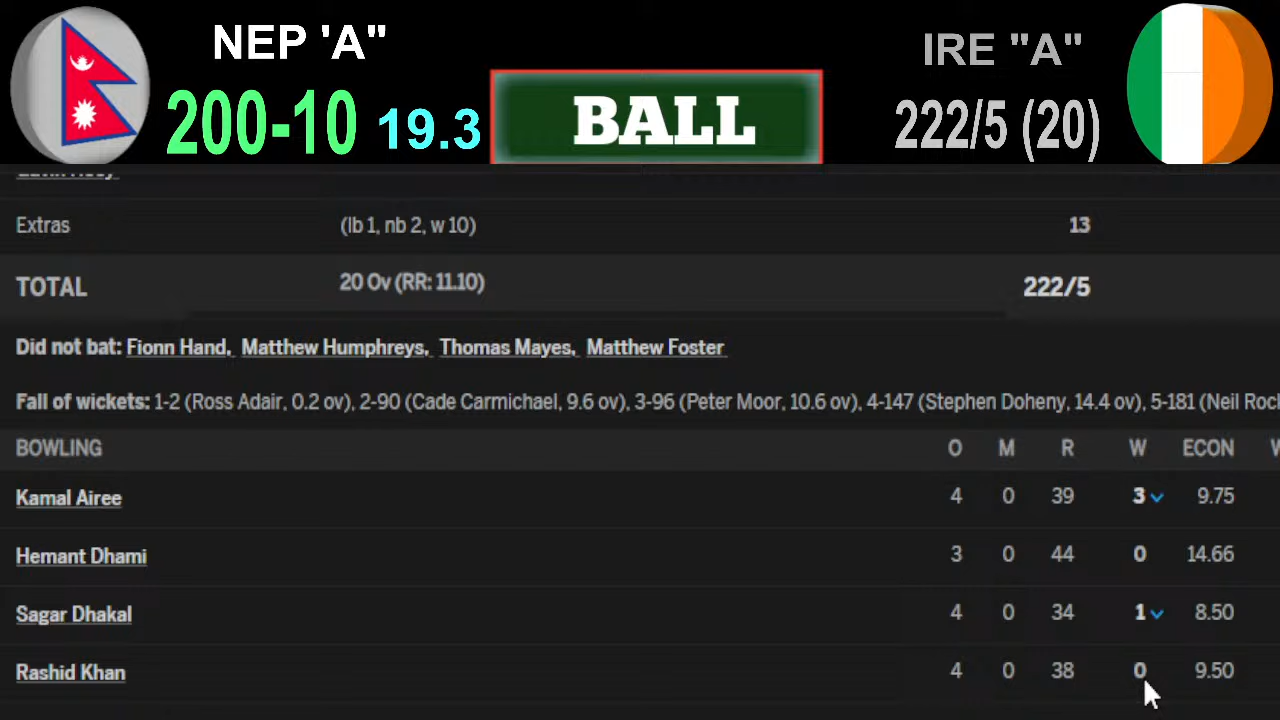 NEP 'A"
IRE "A"
200-10 19.3
BALL
222/5 (20)
Extras (lb 1, nb 2, w 10) 13
TOTAL 20 Ov (RR: 11.10) 222/5
Did not bat: Fionn Hand, Matthew Humphreys, Thomas Mayes, Matthew Foster
Fall of wickets: 1-2 (Ross Adair, 0.2 ov), 2-90 (Cade Carmichael, 9.6 ov), 3-96 (Peter Moor, 10.6 ov), 4-147 (Stephen Doheny, 14.4 ov), 5-181 (Neil Rock
BOWLING O M R W ECON
Kamal Airee 4 0 39 3 9.75
Hemant Dhami 3 0 44 0 14.66
Sagar Dhakal 4 0 34 1 8.50
Rashid Khan 4 0 38 0 9.50